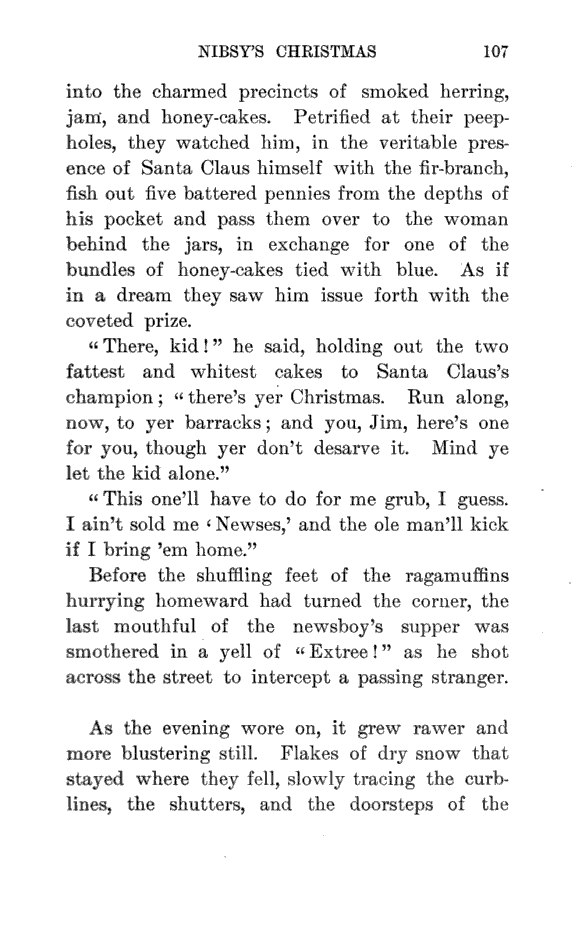 NIBSY'S CHRISTMAS 107
into the charmed precincts of smoked herring,
jam, and honey-cakes. Petrified at their peep-
holes, they watched him, in the veritable pres-
ence of Santa Claus himself with the fir-branch,
fish out five battered pennies from the depths of
his pocket and pass them over to the woman
behind the jars, in exchange for one of the
bundles of honey-cakes tied with blue. As if
in a dream they saw him issue forth with the
coveted prize.
“There, kid!” he said, holding out the two
fattest and whitest cakes to Santa Claus's
champion; “there's yer Christmas. Run along,
now, to yer barracks; and you, Jim, here's one
for you, though yer don't desarve it. Mind ye
let the kid alone.”
“This one'll have to do for me grub, I guess.
I ain't sold me ‘Newses,’ and the ole man'll kick
if I bring 'em home.”
Before the shuffling feet of the ragamuffins
hurrying homeward had turned the corner, the
last mouthful of the newsboy's supper was
smothered in a yell of “Extree!” as he shot
across the street to intercept a passing stranger.
As the evening wore on, it grew rawer and
more blustering still. Flakes of dry snow that
stayed where they fell, slowly tracing the curb-
lines, the shutters, and the doorsteps of the